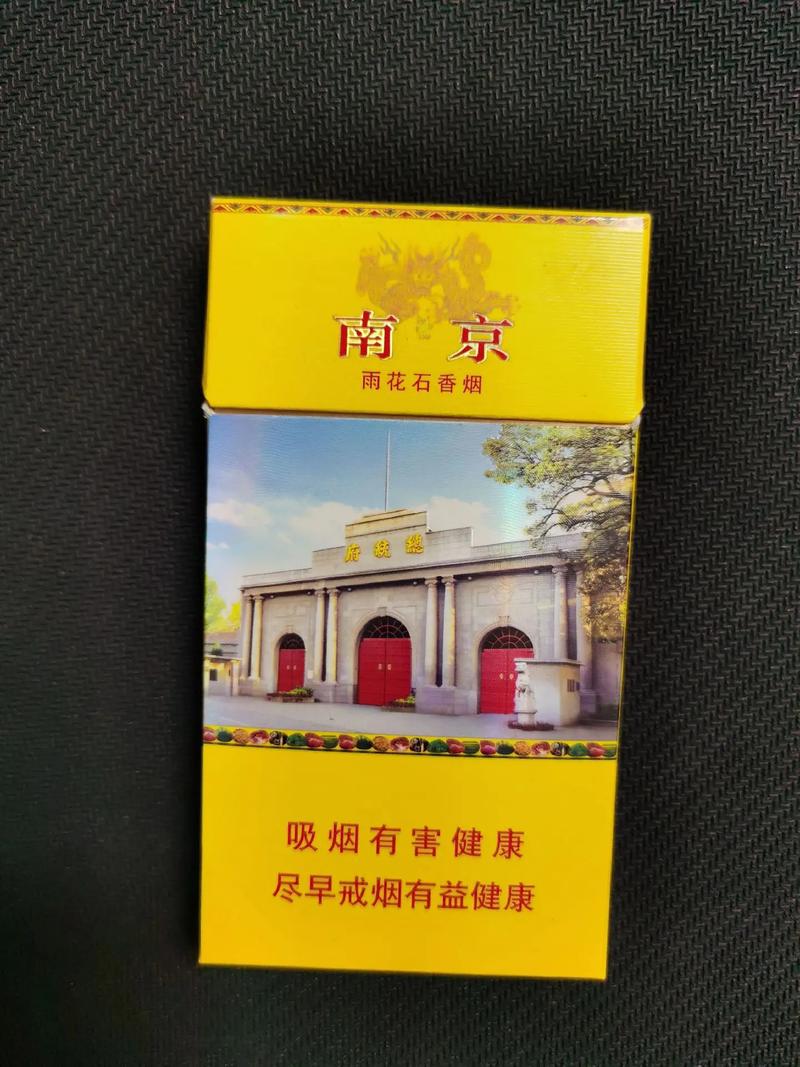 南京
雨花石香烟
府統總
吸烟有害健康
尽早戒烟有益健康